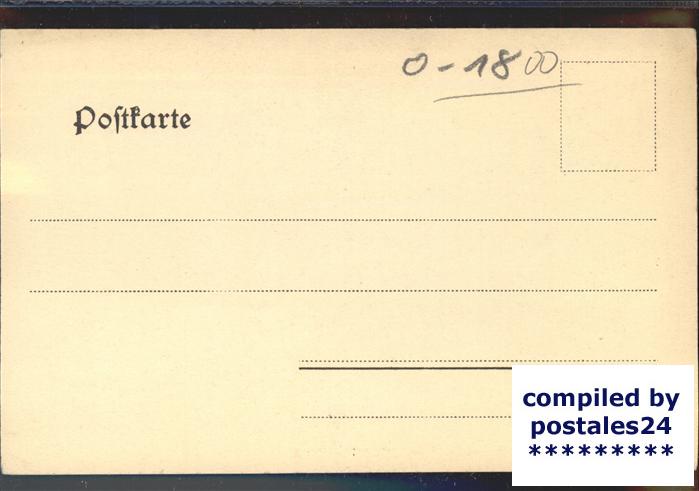 0-1800
Poſtkarte
compiled by
postales24
*********